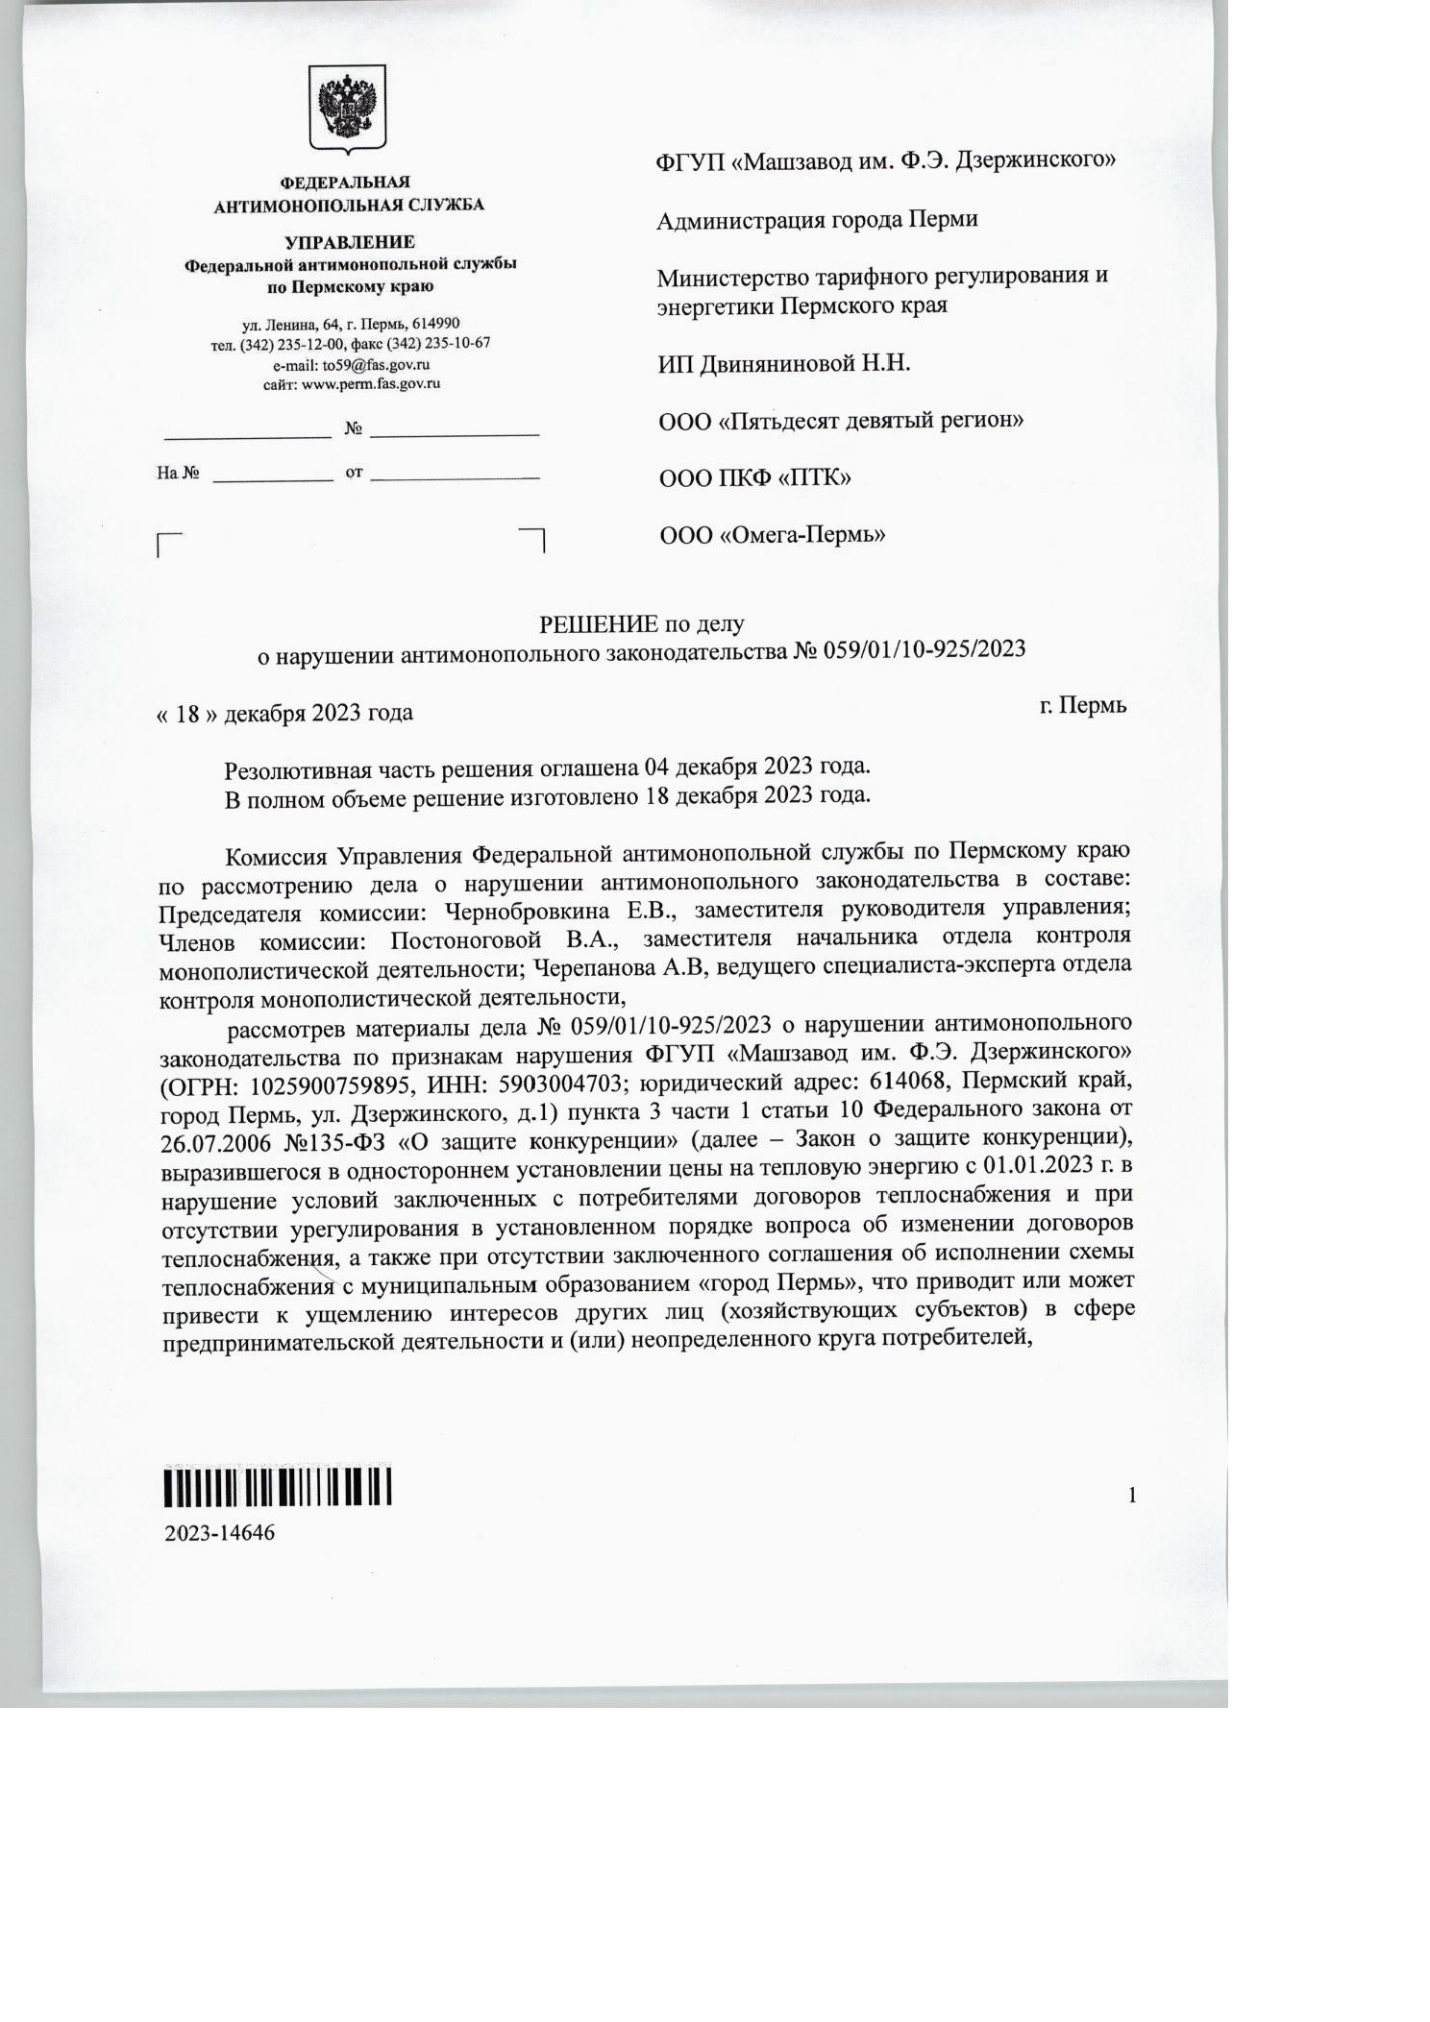 ФЕДЕРАЛЬНАЯ
АНТИМОНОПОЛЬНАЯ СЛУЖБА
УПРАВЛЕНИЕ
Федеральной антимонопольной службы
по Пермскому краю
ул. Ленина, 64, г. Пермь, 614990
тел. (342) 235-12-00, факс (342) 235-10-67
e-mail: to59@fas.gov.ru
сайт: www.perm.fas.gov.ru
№
На № от
ФГУП «Машзавод им. Ф.Э. Дзержинского»
Администрация города Перми
Министерство тарифного регулирования и
энергетики Пермского края
ИП Двиняниновой Н.Н.
ООО «Пятьдесят девятый регион»
ООО ПКФ «ПТК»
ООО «Омега-Пермь»
РЕШЕНИЕ по делу
о нарушении антимонопольного законодательства № 059/01/10-925/2023
« 18 » декабря 2023 года г. Пермь
Резолютивная часть решения оглашена 04 декабря 2023 года.
В полном объеме решение изготовлено 18 декабря 2023 года.
Комиссия Управления Федеральной антимонопольной службы по Пермскому краю
по рассмотрению дела о нарушении антимонопольного законодательства в составе:
Председателя комиссии: Чернобровкина Е.В., заместителя руководителя управления;
Членов комиссии: Постоноговой В.А., заместителя начальника отдела контроля
монополистической деятельности; Черепанова А.В, ведущего специалиста-эксперта отдела
контроля монополистической деятельности,
рассмотрев материалы дела № 059/01/10-925/2023 о нарушении антимонопольного
законодательства по признакам нарушения ФГУП «Машзавод им. Ф.Э. Дзержинского»
(ОГРН: 1025900759895, ИНН: 5903004703; юридический адрес: 614068, Пермский край,
город Пермь, ул. Дзержинского, д.1) пункта 3 части 1 статьи 10 Федерального закона от
26.07.2006 №135-ФЗ «О защите конкуренции» (далее – Закон о защите конкуренции),
выразившегося в одностороннем установлении цены на тепловую энергию с 01.01.2023 г. в
нарушение условий заключенных с потребителями договоров теплоснабжения и при
отсутствии урегулирования в установленном порядке вопроса об изменении договоров
теплоснабжения, а также при отсутствии заключенного соглашения об исполнении схемы
теплоснабжения с муниципальным образованием «город Пермь», что приводит или может
привести к ущемлению интересов других лиц (хозяйствующих субъектов) в сфере
предпринимательской деятельности и (или) неопределенного круга потребителей,
2023-14646
1